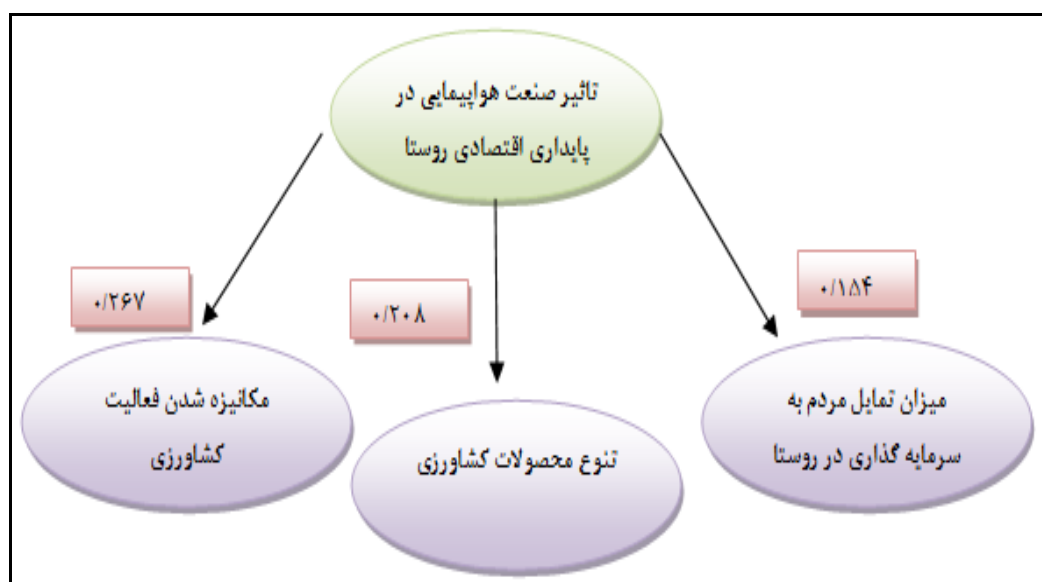 تاثیر صنعت هواپیمایی در
پایداری اقتصادی روستا
۰/۱۵۴
۰/۲۰۸
۰/۲۶۷
میزان تمایل مردم به
سرمایه گذاری در روستا
تنوع محصولات کشاورزی
مکانیزه شدن فعالیت
کشاورزی